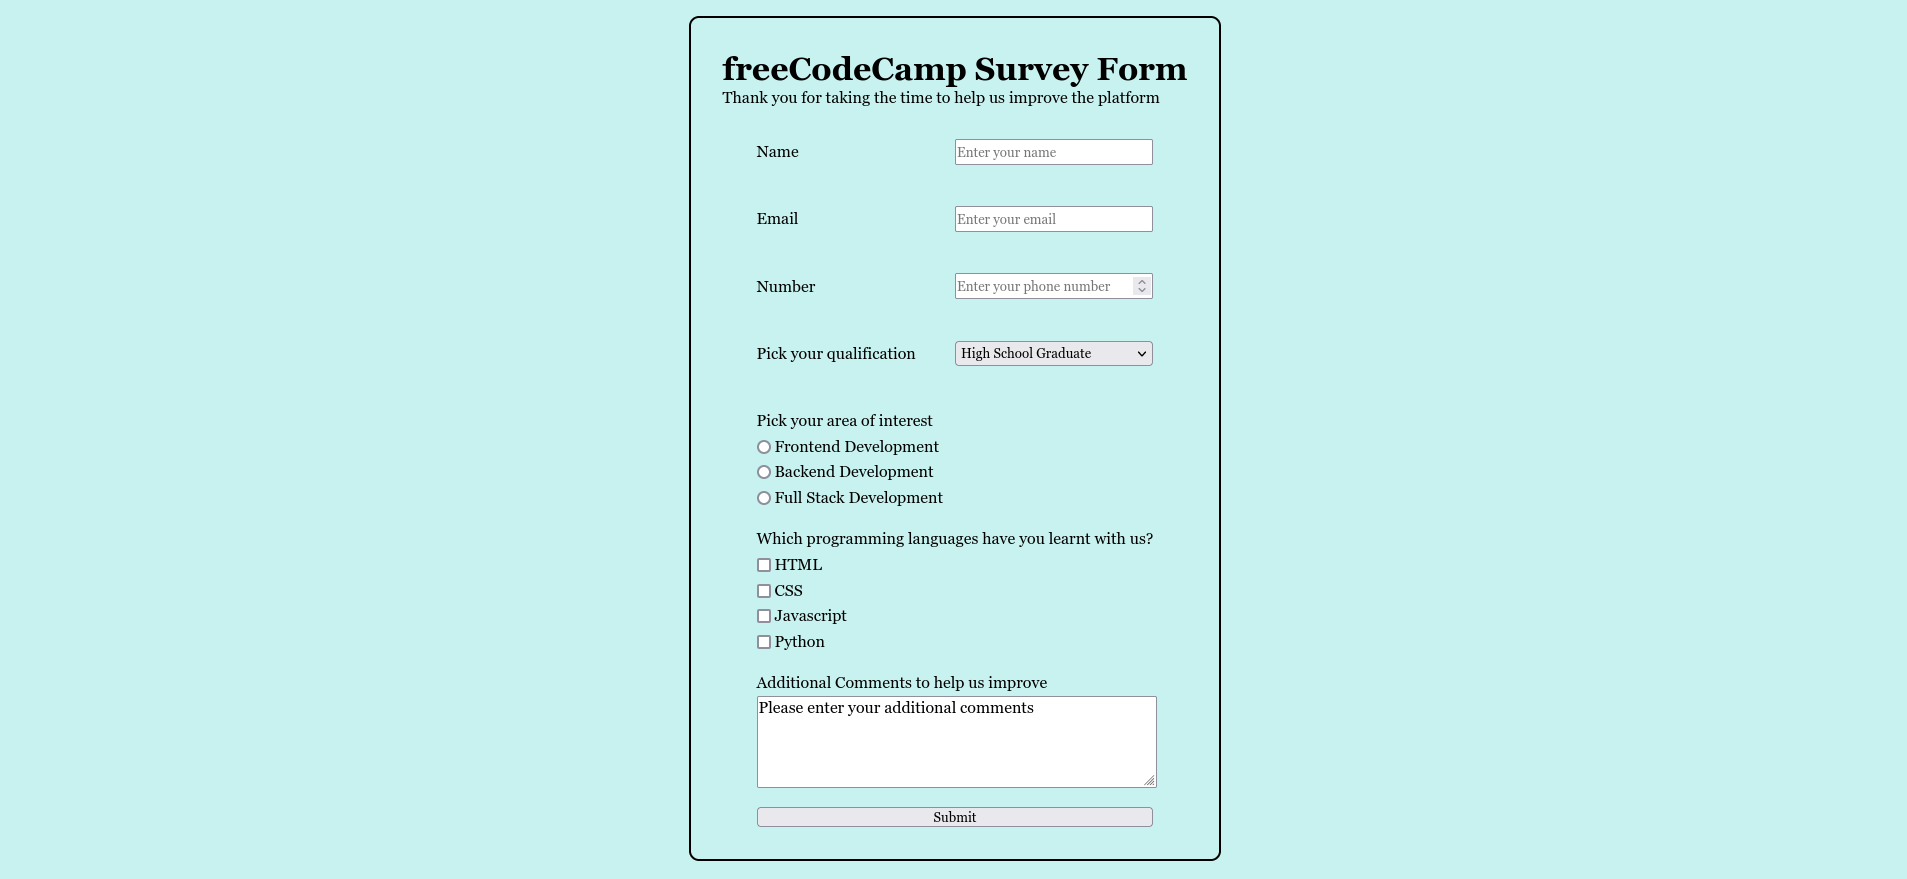 freeCodeCamp Survey Form
Thank you for taking the time to help us improve the platform
Name
Enter your name
Email
Enter your email
Number
Enter your phone number
Pick your qualification
High School Graduate
Pick your area of interest
Frontend Development
Backend Development
Full Stack Development
Which programming languages have you learnt with us?
HTML
CSS
Javascript
Python
Additional Comments to help us improve
Please enter your additional comments
Submit